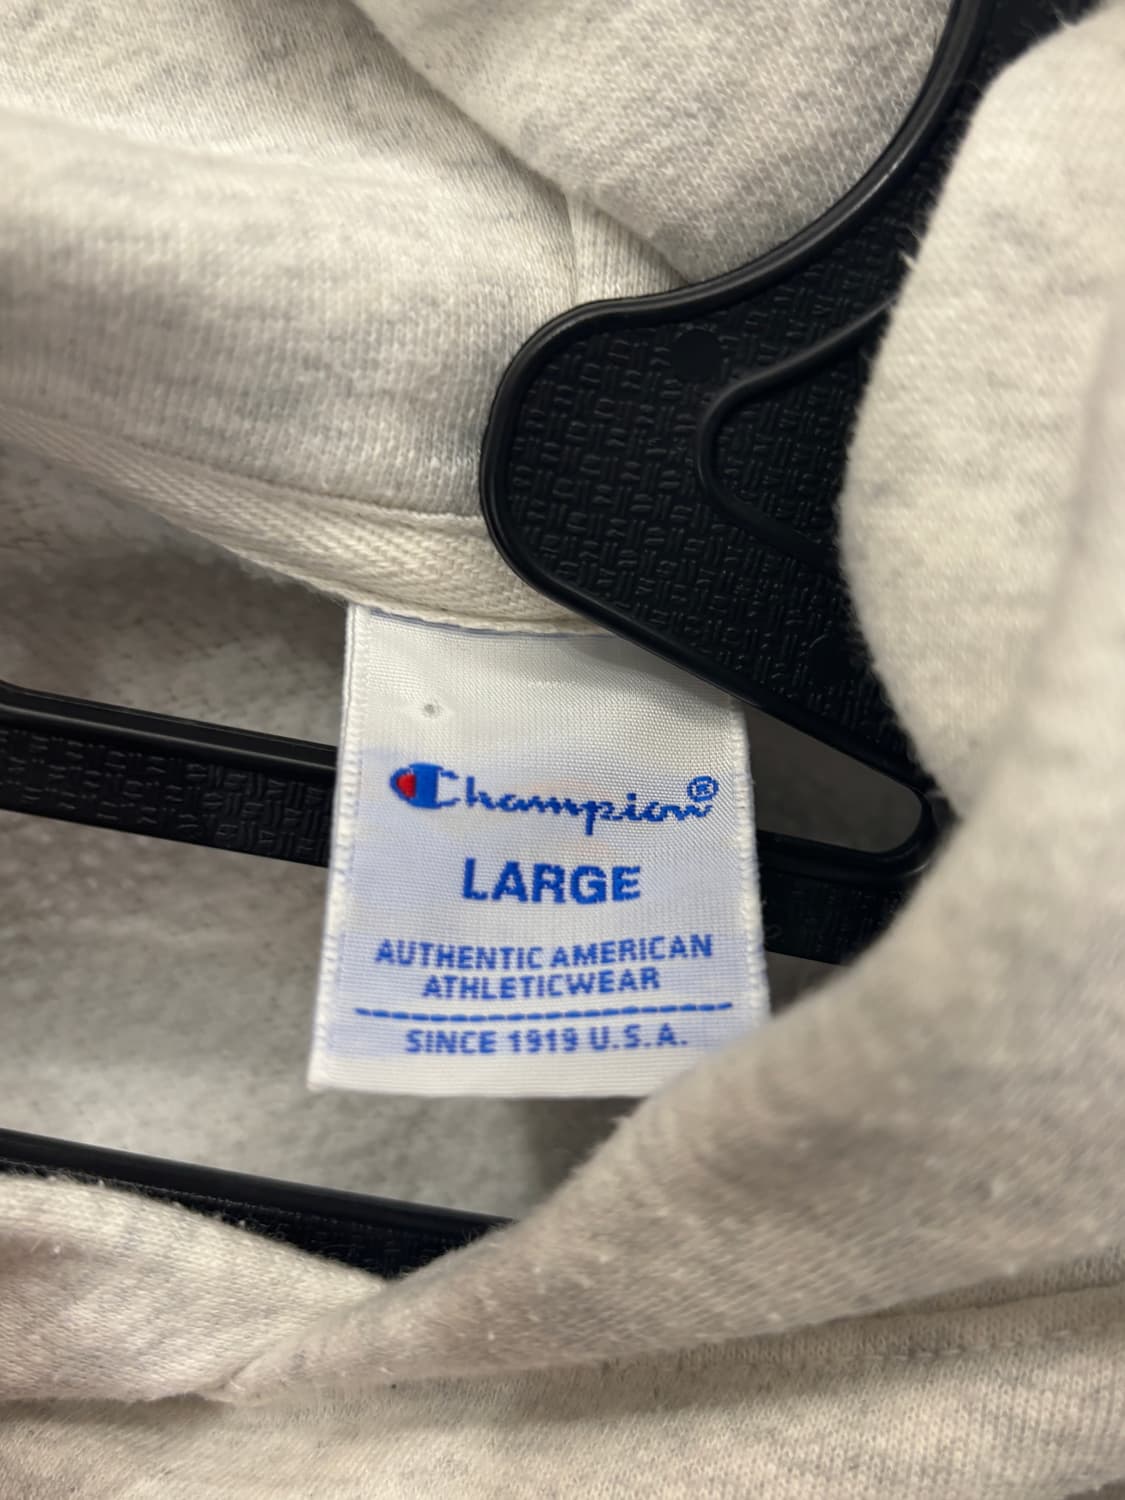 Champion®
LARGE
AUTHENTIC AMERICAN
ATHLETICWEAR
SINCE 1919 U.S.A.